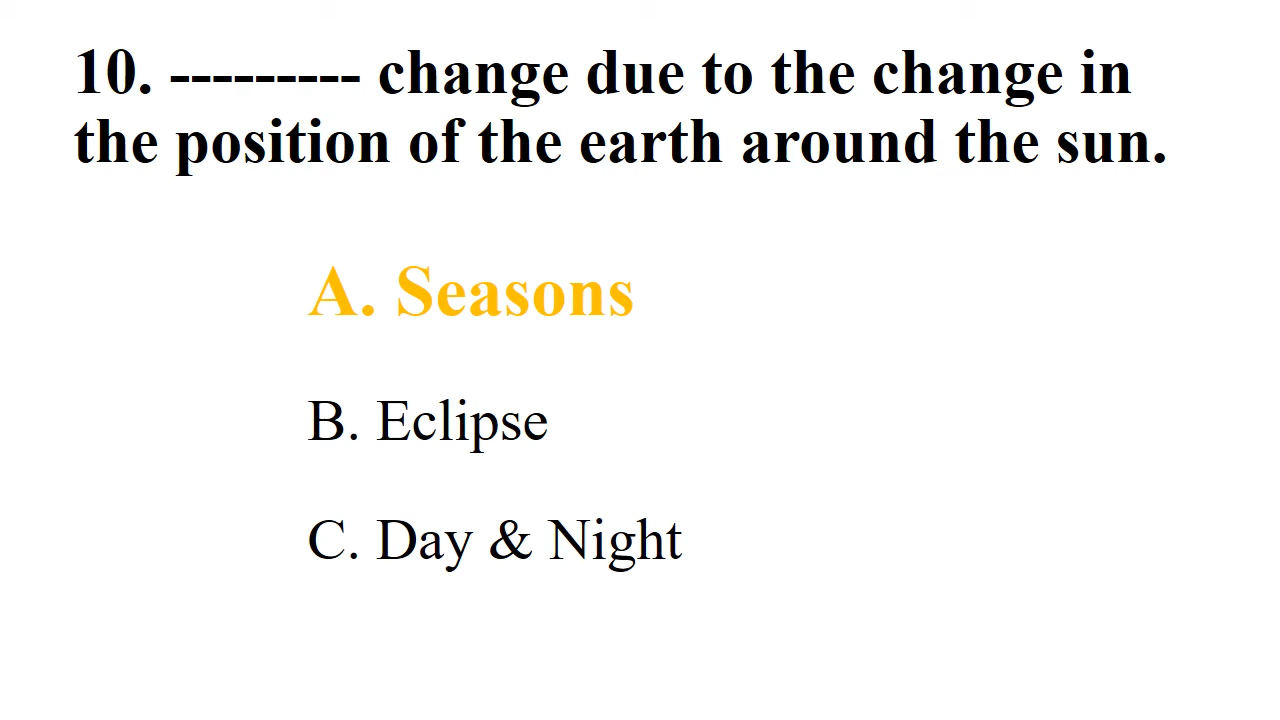 10. --------- change due to the change in
the position of the earth around the sun.
A. Seasons
B. Eclipse
C. Day & Night